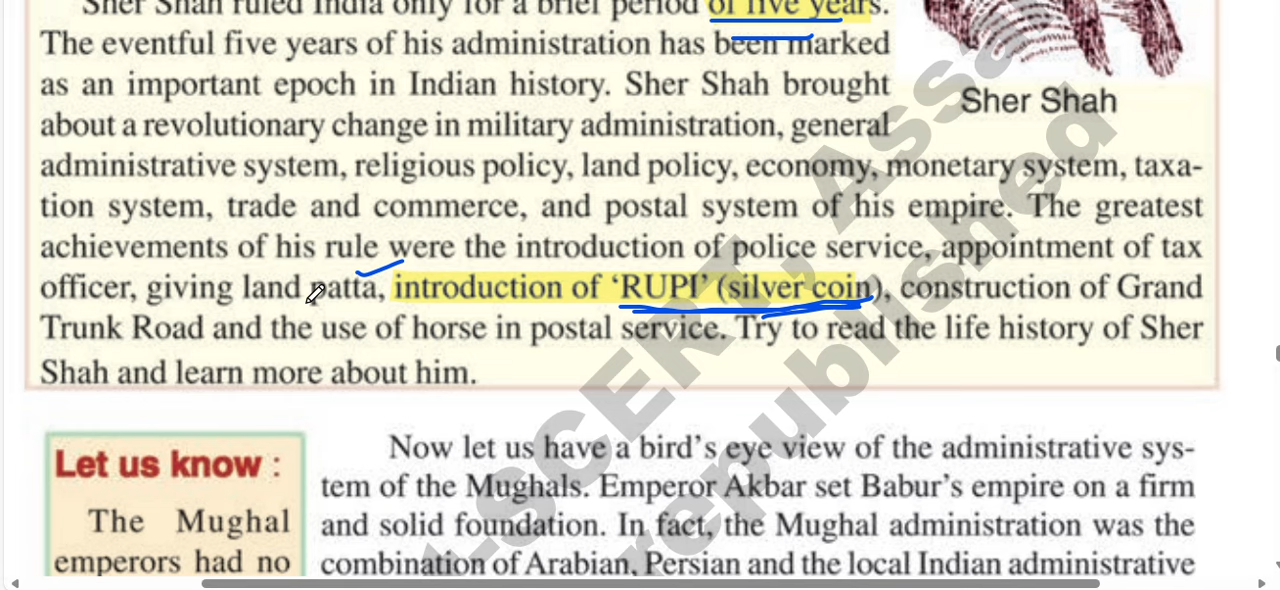 Sher Shah ruled India only for a brief period of five years.
The eventful five years of his administration has been marked
as an important epoch in Indian history. Sher Shah brought
about a revolutionary change in military administration, general
administrative system, religious policy, land policy, economy, monetary system, taxa-
tion system, trade and commerce, and postal system of his empire. The greatest
achievements of his rule were the introduction of police service, appointment of tax
officer, giving land patta, introduction of ‘RUPI’ (silver coin), construction of Grand
Trunk Road and the use of horse in postal service. Try to read the life history of Sher
Shah and learn more about him.
Sher Shah
Let us know :
The Mughal
emperors had no
Now let us have a bird’s eye view of the administrative sys-
tem of the Mughals. Emperor Akbar set Babur’s empire on a firm
and solid foundation. In fact, the Mughal administration was the
combination of Arabian, Persian and the local Indian administrative
SCERT, Assa
republished